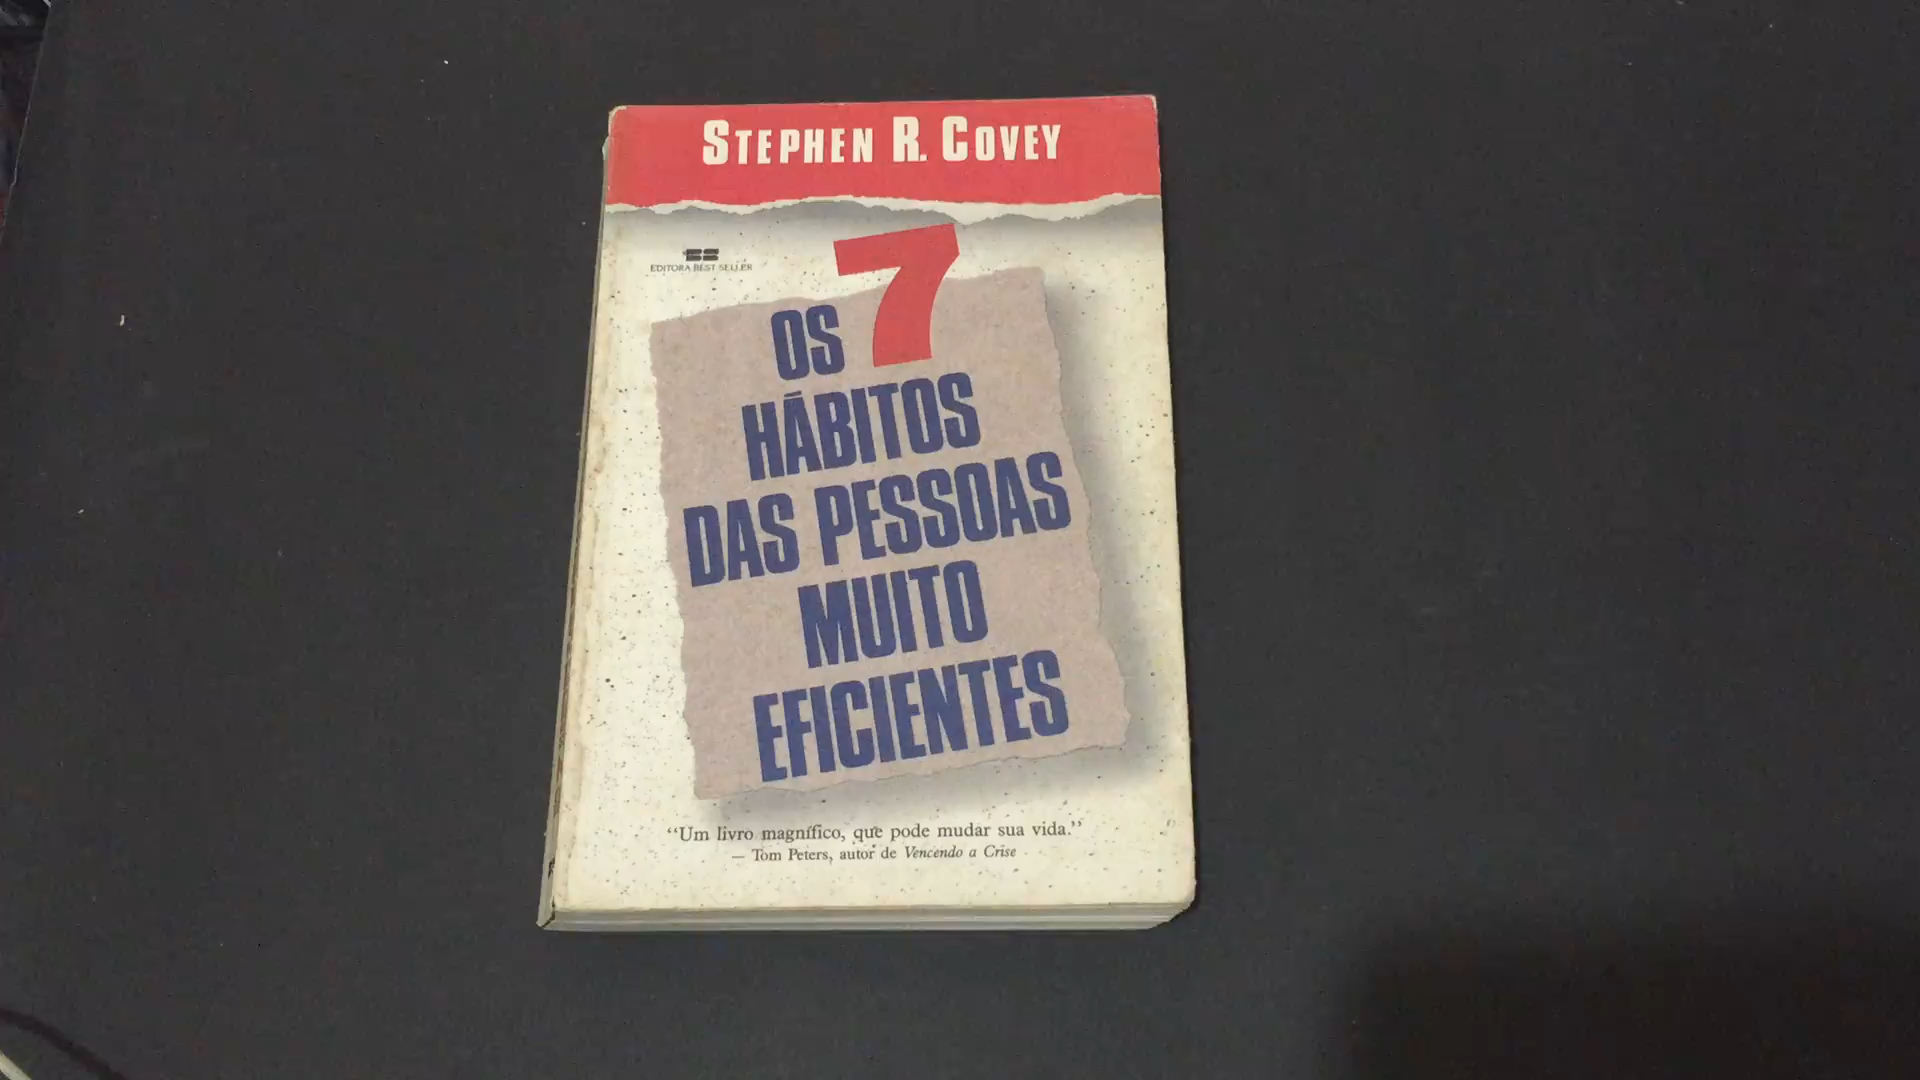 STEPHEN R. COVEY
EDITORA BEST SELLER
OS 7
HÁBITOS
DAS PESSOAS
MUITO
EFICIENTES
“Um livro magnífico, que pode mudar sua vida.”
— Tom Peters, autor de Vencendo a Crise